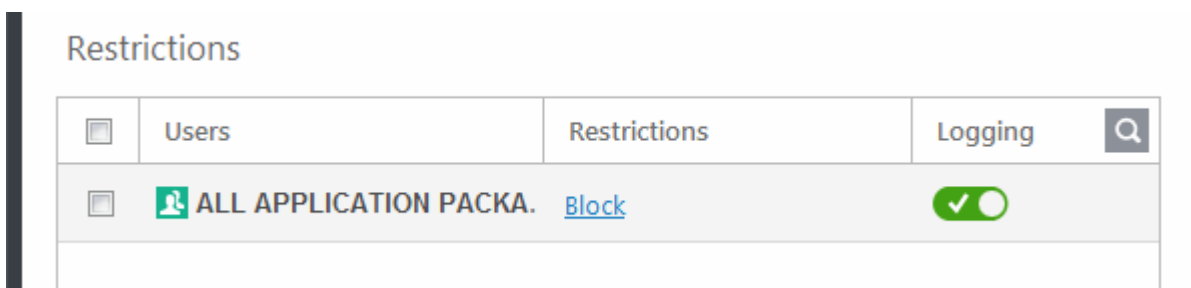 Restrictions
Users Restrictions Logging
ALL APPLICATION PACKA. Block